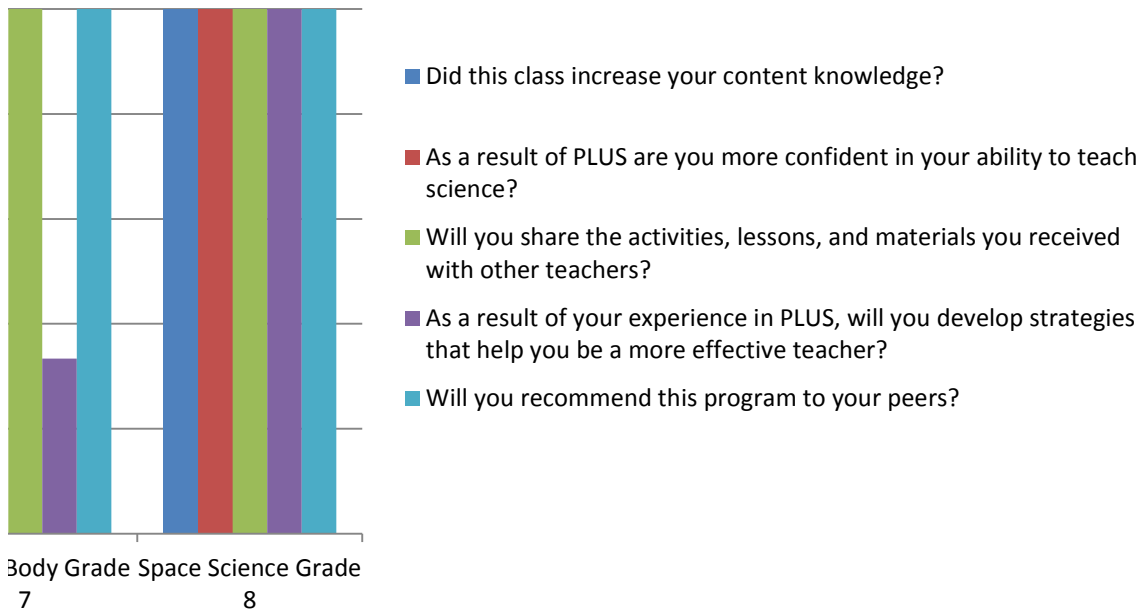 Did this class increase your content knowledge?
As a result of PLUS are you more confident in your ability to teach
science?
Will you share the activities, lessons, and materials you received
with other teachers?
As a result of your experience in PLUS, will you develop strategies
that help you be a more effective teacher?
Will you recommend this program to your peers?
Body Grade Space Science Grade
7 8